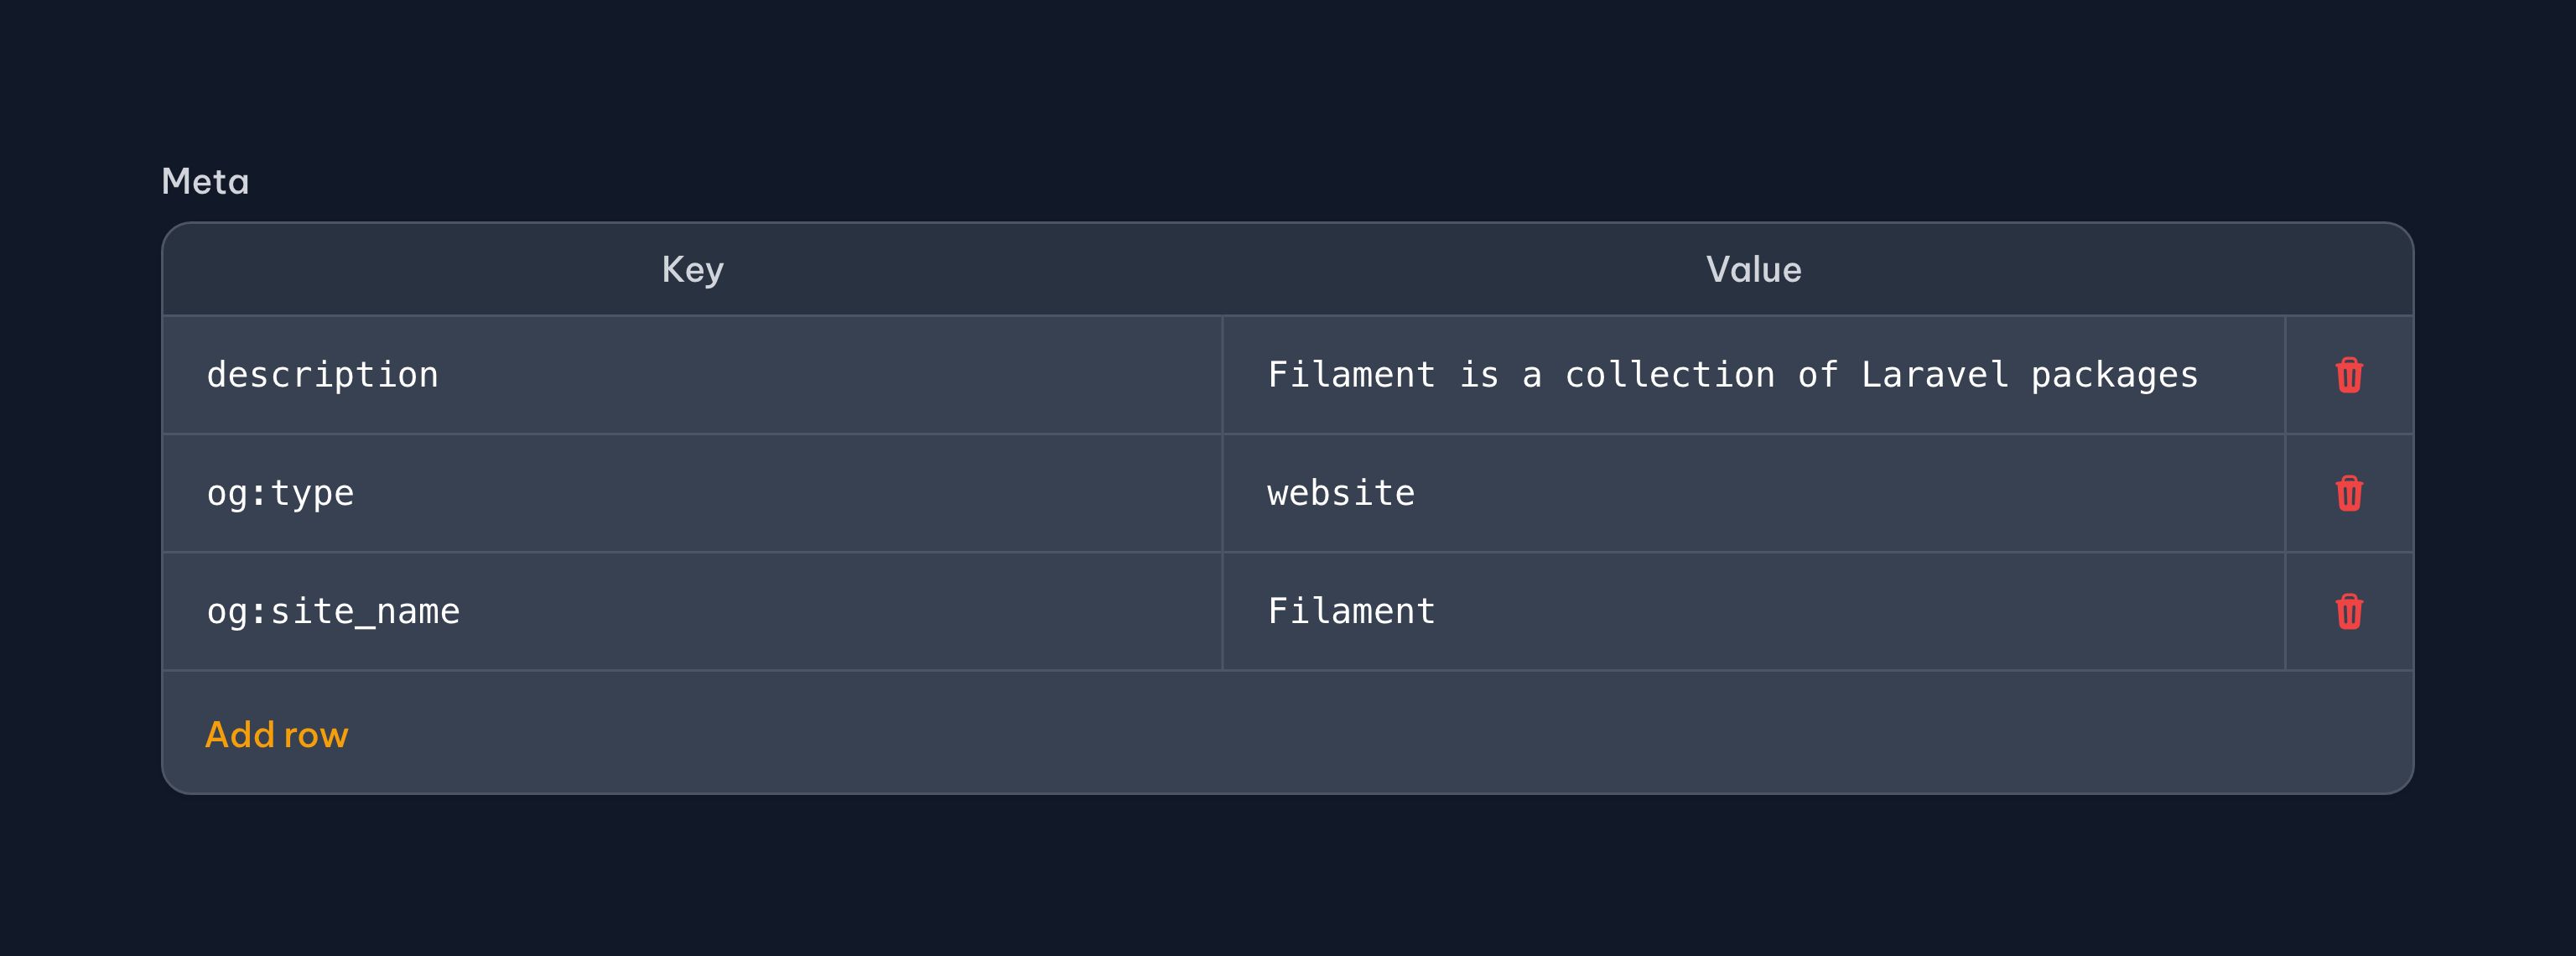 Meta
Key Value
description Filament is a collection of Laravel packages
og:type website
og:site_name Filament
Add row